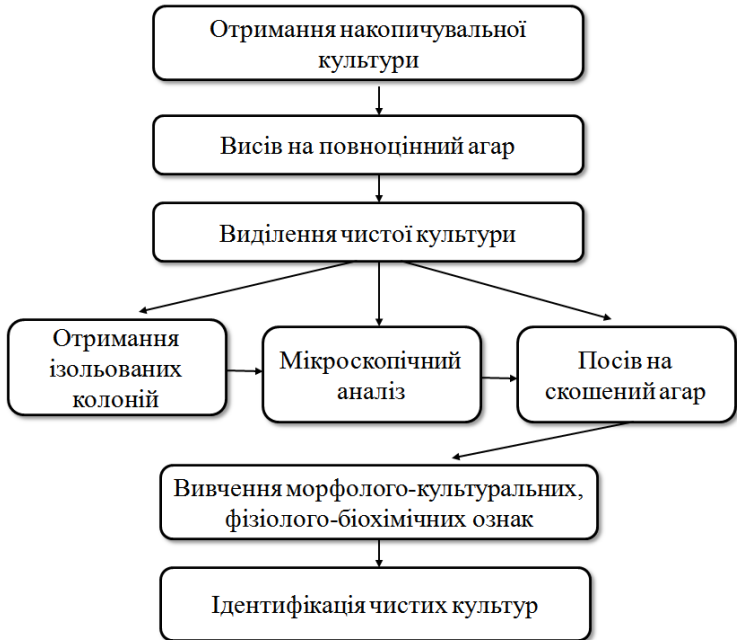 Отримання накопичувальної
культури
Висів на повноцінний агар
Виділення чистої культури
Отримання
ізольованих
колоній
Мікроскопічний
аналіз
Посів на
скошений агар
Вивчення морфолого-культуральних,
фізіолого-біохімічних ознак
Ідентифікація чистих культур